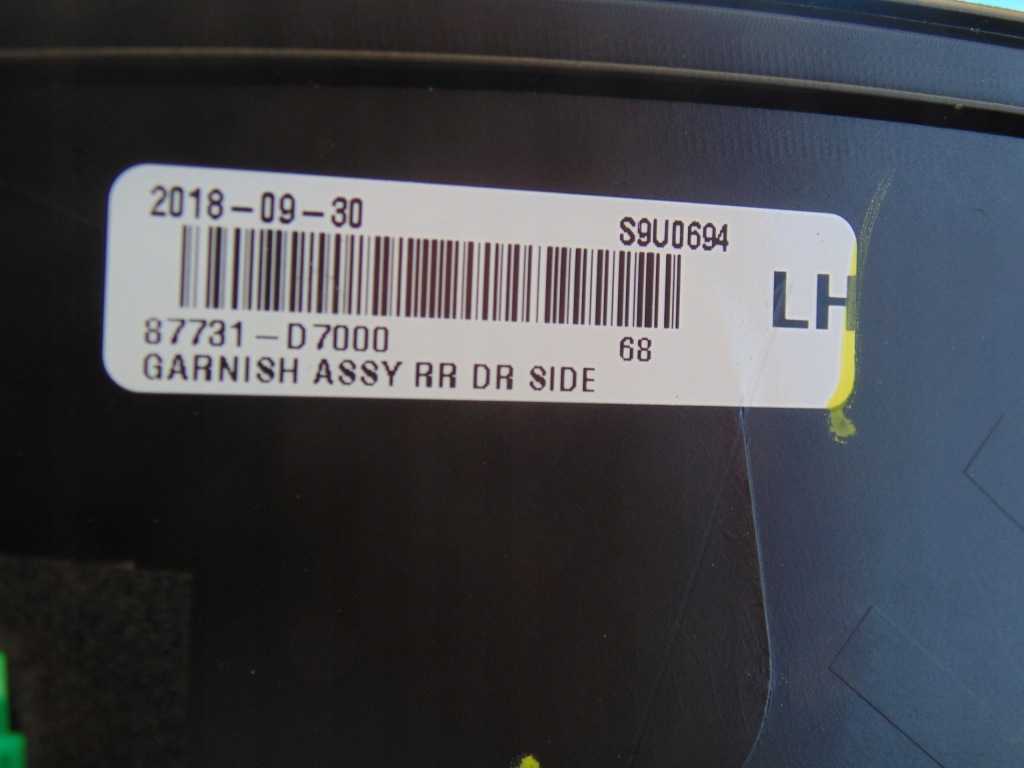 2018-09-30
S9U0694
LH
87731-D7000
68
GARNISH ASSY RR DR SIDE